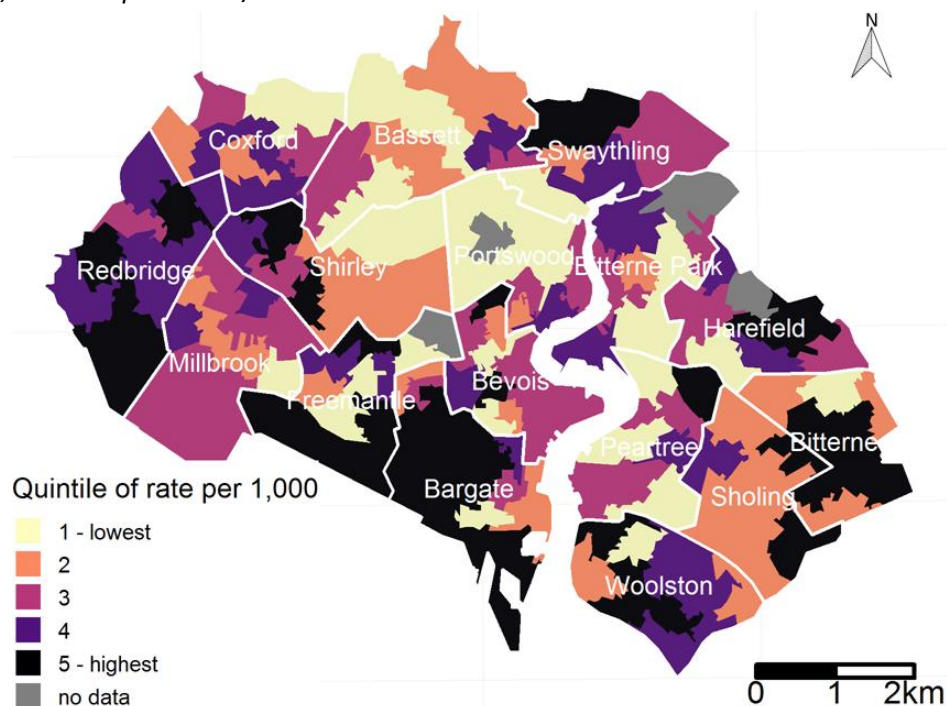 N
Coxford
Bassett
Swaythling
Redbridge
Shirley
Portswood
Bitterne Park
Harefield
Millbrook
Freemantle
Bevois
Peartree
Bitterne
Bargate
Sholing
Woolston
Quintile of rate per 1,000
1 - lowest
2
3
4
5 - highest
no data
0 1 2km